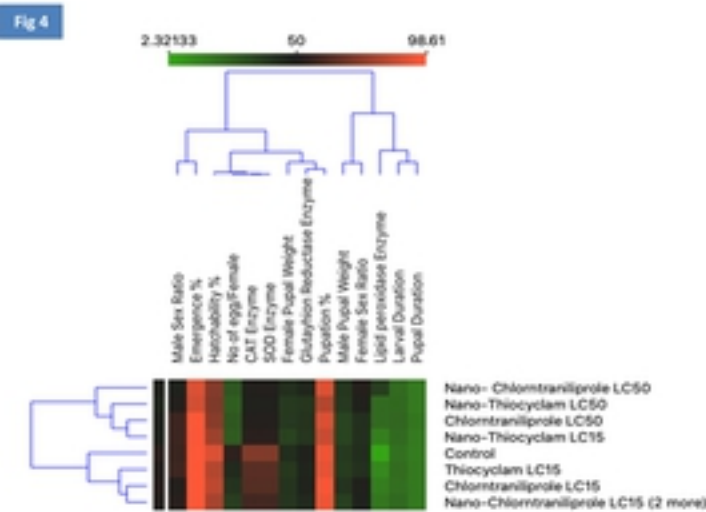 Fig 4
2.32133 50 98.61
Male Sex Ratio
Emergence %
Hatchability %
No of egg/Female
CAT Enzyme
SOD Enzyme
Female Pupal Weight
Glutayhion Reductase Enzyme
Pupation %
Male Pupal Weight
Female Sex Ratio
Lipid peroxidase Enzyme
Larval Duration
Pupal Duration
Nano- Chlorntraniliprole LC50
Nano-Thiocyclam LC50
Chlorntraniliprole LC50
Nano-Thiocyclam LC15
Control
Thiocyclam LC15
Chlorntraniliprole LC15
Nano-Chlorntraniliprole LC15 (2 more)